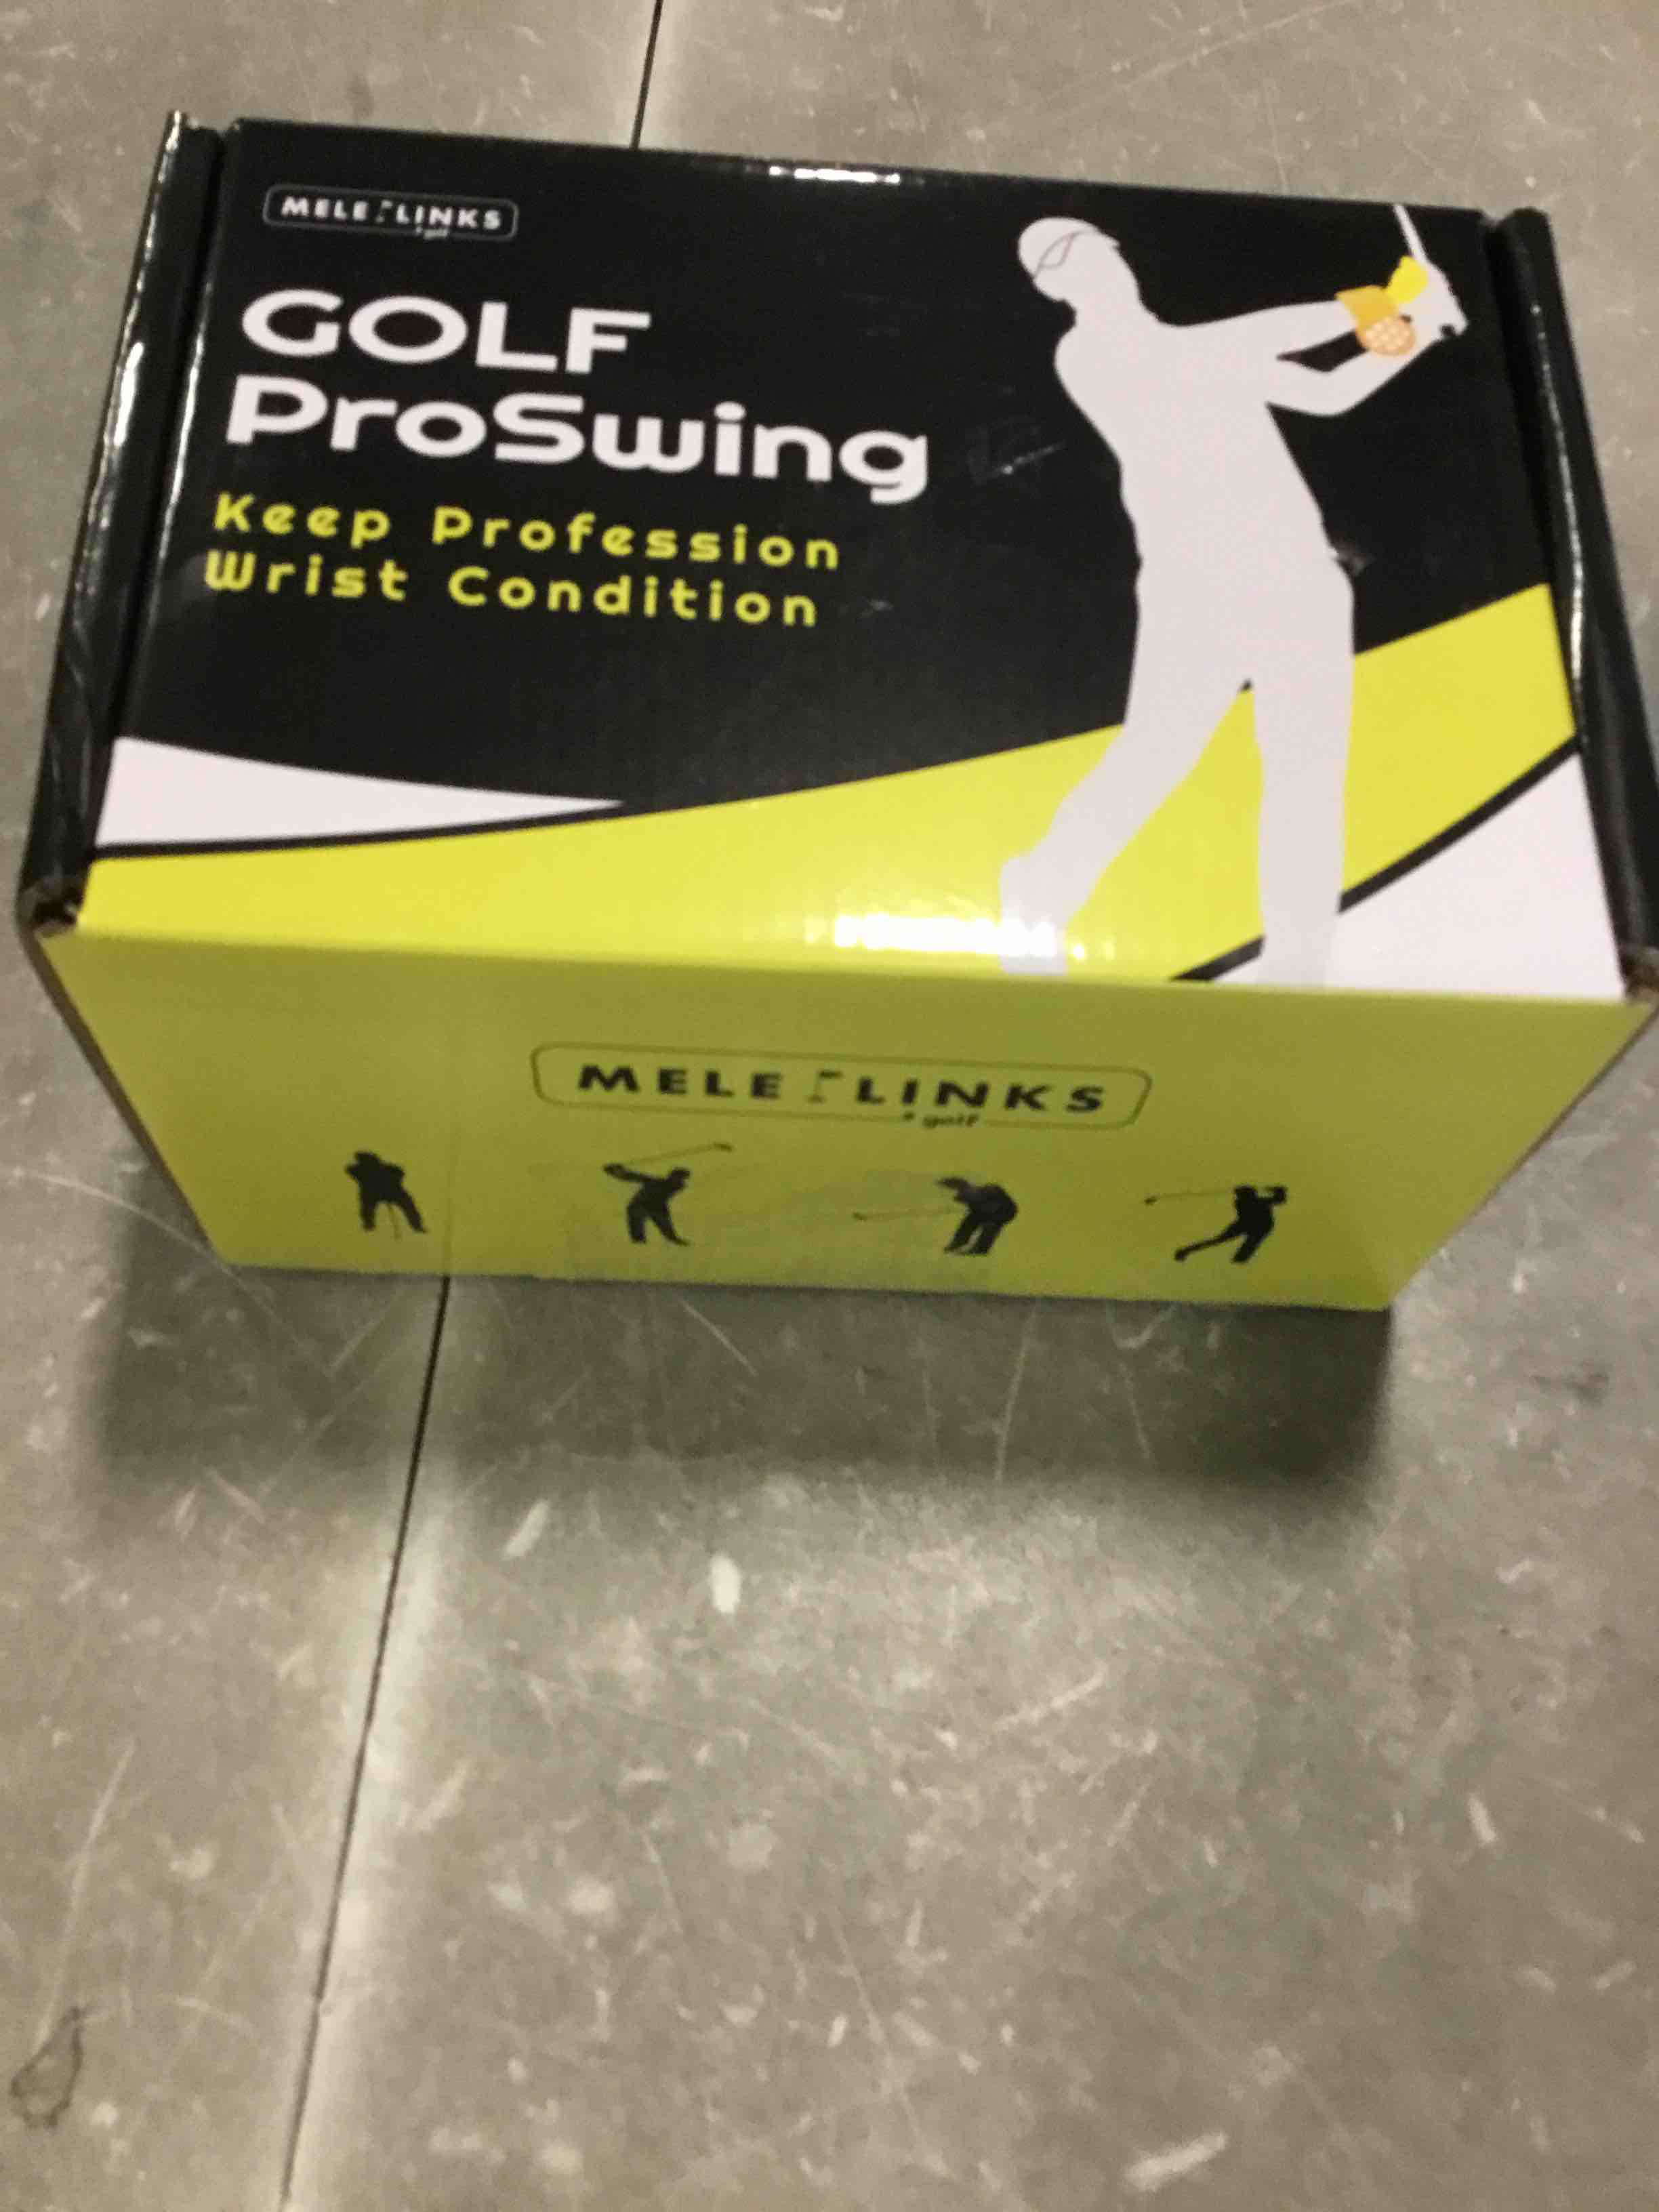 MELE LINKS
golf
GOLF
ProSwing
Keep Profession
Wrist Condition
MELE LINKS
golf